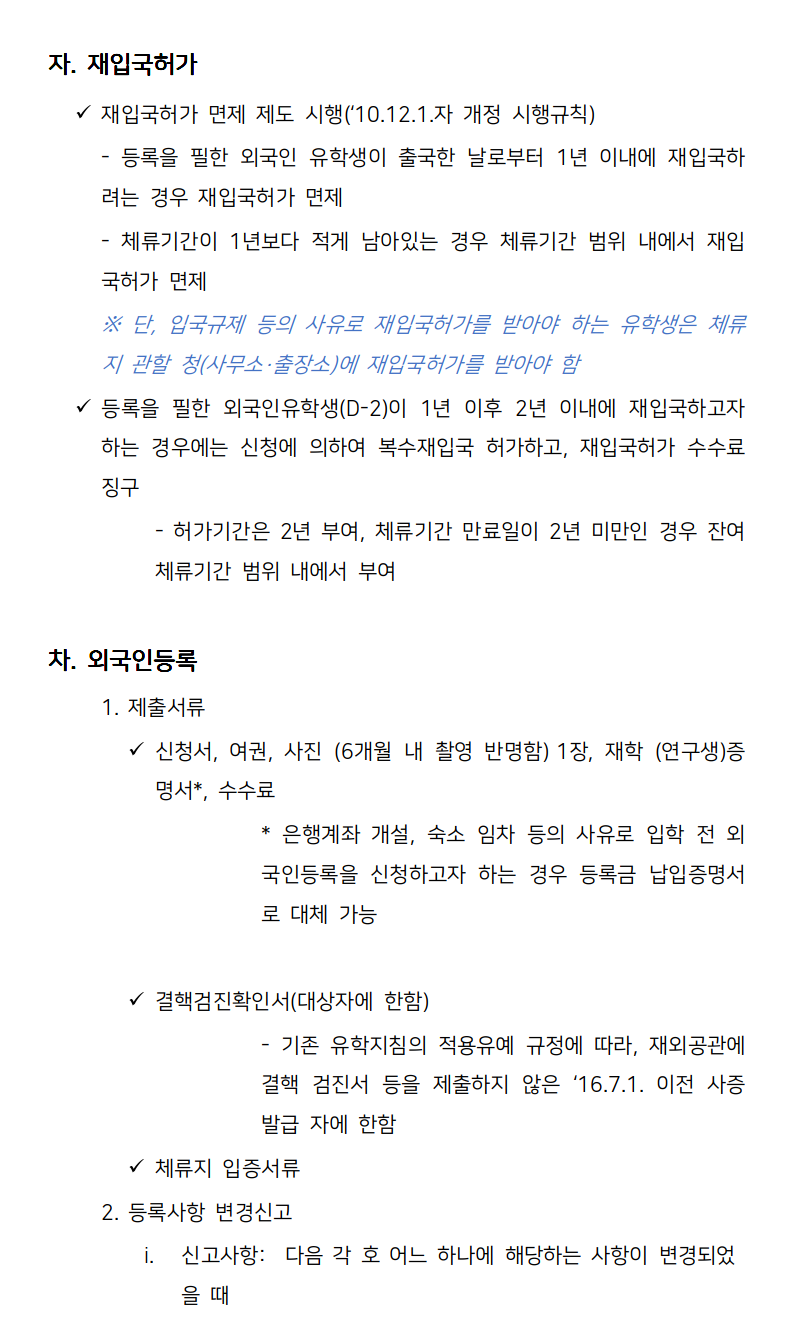 자. 재입국허가
✓ 재입국허가 면제 제도 시행(‘10.12.1.자 개정 시행규칙)
- 등록을 필한 외국인 유학생이 출국한 날로부터 1년 이내에 재입국하
려는 경우 재입국허가 면제
- 체류기간이 1년보다 적게 남아있는 경우 체류기간 범위 내에서 재입
국허가 면제
※ 단, 입국규제 등의 사유로 재입국허가를 받아야 하는 유학생은 체류
지 관할 청(사무소·출장소)에 재입국허가를 받아야 함
✓ 등록을 필한 외국인유학생(D-2)이 1년 이후 2년 이내에 재입국하고자
하는 경우에는 신청에 의하여 복수재입국 허가하고, 재입국허가 수수료
징구
- 허가기간은 2년 부여, 체류기간 만료일이 2년 미만인 경우 잔여
체류기간 범위 내에서 부여
차. 외국인등록
1. 제출서류
✓ 신청서, 여권, 사진 (6개월 내 촬영 반명함) 1장, 재학 (연구생)증
명서*, 수수료
* 은행계좌 개설, 숙소 임차 등의 사유로 입학 전 외
국인등록을 신청하고자 하는 경우 등록금 납입증명서
로 대체 가능
✓ 결핵검진확인서(대상자에 한함)
- 기존 유학지침의 적용유예 규정에 따라, 재외공관에
결핵 검진서 등을 제출하지 않은 ‘16.7.1. 이전 사증
발급 자에 한함
✓ 체류지 입증서류
2. 등록사항 변경신고
i. 신고사항: 다음 각 호 어느 하나에 해당하는 사항이 변경되었
을 때